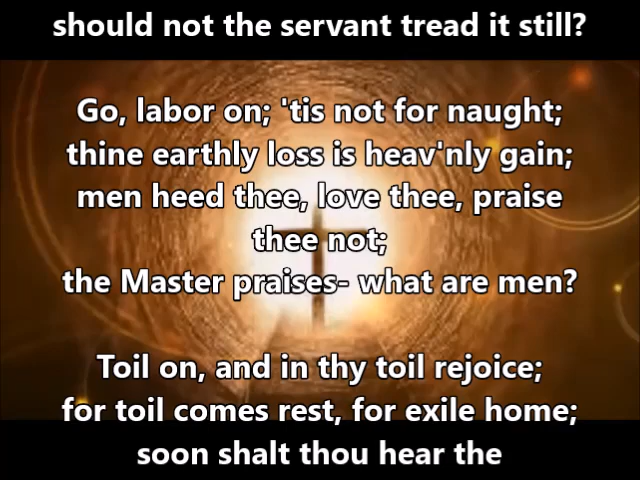 should not the servant tread it still?
Go, labor on; 'tis not for naught;
thine earthly loss is heav'nly gain;
men heed thee, love thee, praise
thee not;
the Master praises- what are men?
Toil on, and in thy toil rejoice;
for toil comes rest, for exile home;
soon shalt thou hear the